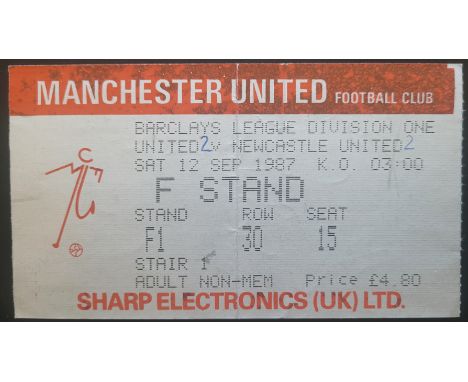 MANCHESTER UNITED FOOTBALL CLUB
BARCLAYS LEAGUE DIVISION ONE
UNITED 2 v NEWCASTLE UNITED 2
SAT 12 SEP 1987 K.O. 03:00
F STAND
STAND ROW SEAT
F1 30 15
STAIR 1
ADULT NON-MEM Price £4.80
SHARP ELECTRONICS (UK) LTD.